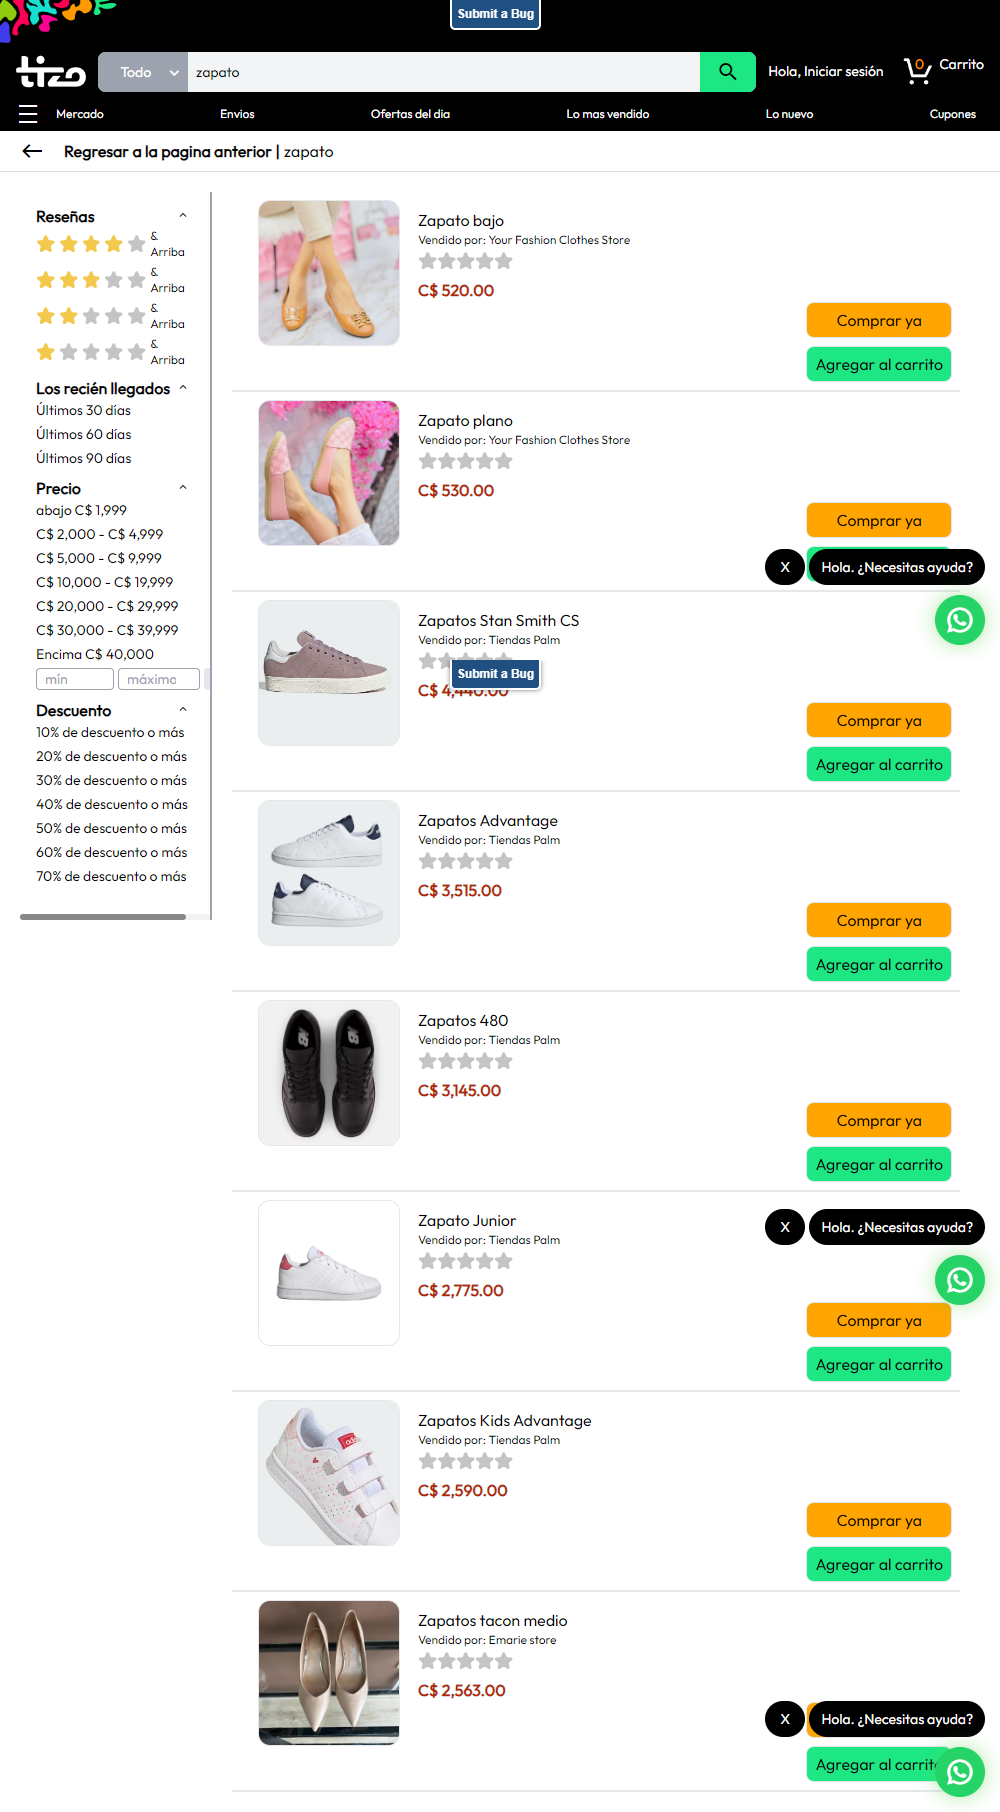 Submit a Bug
tizo
Todo
zapato
Hola, Iniciar sesión
0
Carrito
Mercado
Envios
Ofertas del dia
Lo mas vendido
Lo nuevo
Cupones
Regresar a la pagina anterior | zapato
Reseñas
& Arriba
& Arriba
& Arriba
& Arriba
Los recién llegados
Últimos 30 días
Últimos 60 días
Últimos 90 días
Precio
abajo C$ 1,999
C$ 2,000 - C$ 4,999
C$ 5,000 - C$ 9,999
C$ 10,000 - C$ 19,999
C$ 20,000 - C$ 29,999
C$ 30,000 - C$ 39,999
Encima C$ 40,000
mín
máximo
Descuento
10% de descuento o más
20% de descuento o más
30% de descuento o más
40% de descuento o más
50% de descuento o más
60% de descuento o más
70% de descuento o más
Zapato bajo
Vendido por: Your Fashion Clothes Store
C$ 520.00
Comprar ya
Agregar al carrito
Zapato plano
Vendido por: Your Fashion Clothes Store
C$ 530.00
Comprar ya
X
Hola. ¿Necesitas ayuda?
Zapatos Stan Smith CS
Vendido por: Tiendas Palm
Submit a Bug
C$ 4,440.00
Comprar ya
Agregar al carrito
Zapatos Advantage
Vendido por: Tiendas Palm
C$ 3,515.00
Comprar ya
Agregar al carrito
Zapatos 480
Vendido por: Tiendas Palm
C$ 3,145.00
Comprar ya
Agregar al carrito
Zapato Junior
Vendido por: Tiendas Palm
C$ 2,775.00
X
Hola. ¿Necesitas ayuda?
Comprar ya
Agregar al carrito
Zapatos Kids Advantage
Vendido por: Tiendas Palm
C$ 2,590.00
Comprar ya
Agregar al carrito
Zapatos tacon medio
Vendido por: Emarie store
C$ 2,563.00
X
Hola. ¿Necesitas ayuda?
Agregar al carrito